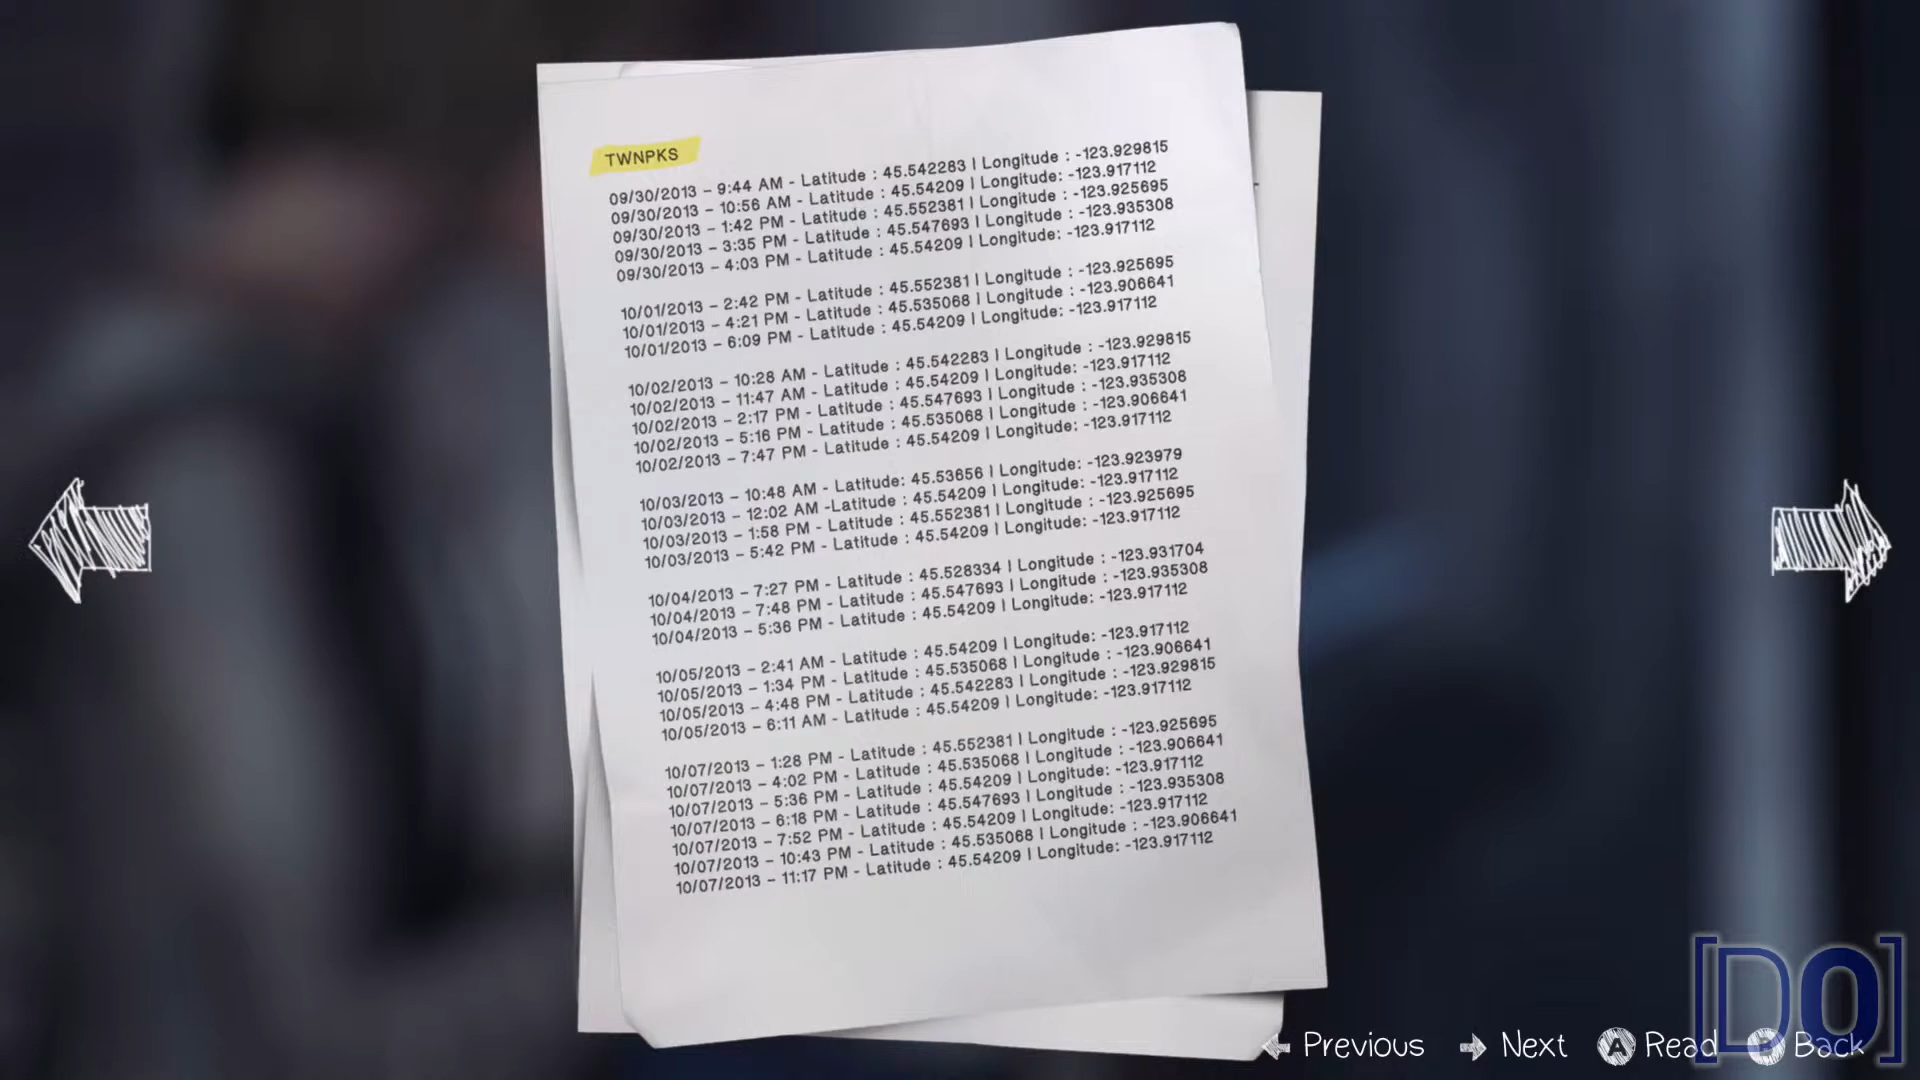 TWNPKS
09/30/2013 – 9:44 AM - Latitude : 45.542283 | Longitude : -123.929815
09/30/2013 – 10:56 AM - Latitude : 45.54209 | Longitude: -123.917112
09/30/2013 – 1:42 PM - Latitude : 45.552381 | Longitude : -123.925695
09/30/2013 – 3:35 PM - Latitude : 45.547693 | Longitude : -123.935308
09/30/2013 – 4:03 PM - Latitude : 45.54209 | Longitude: -123.917112
10/01/2013 – 2:42 PM - Latitude : 45.552381 | Longitude : -123.925695
10/01/2013 – 4:21 PM - Latitude : 45.535068 | Longitude : -123.906641
10/01/2013 – 6:09 PM - Latitude : 45.54209 | Longitude: -123.917112
10/02/2013 – 10:28 AM - Latitude : 45.542283 | Longitude : -123.929815
10/02/2013 – 11:47 AM - Latitude : 45.54209 | Longitude: -123.917112
10/02/2013 – 2:17 PM - Latitude : 45.547693 | Longitude : -123.935308
10/02/2013 – 5:16 PM - Latitude : 45.535068 | Longitude : -123.906641
10/02/2013 – 7:47 PM - Latitude : 45.54209 | Longitude: -123.917112
10/03/2013 – 10:48 AM - Latitude: 45.53656 | Longitude: -123.923979
10/03/2013 – 12:02 AM -Latitude : 45.54209 | Longitude: -123.917112
10/03/2013 – 1:58 PM - Latitude : 45.552381 | Longitude : -123.925695
10/03/2013 – 5:42 PM - Latitude : 45.54209 | Longitude: -123.917112
10/04/2013 – 7:27 PM - Latitude : 45.528334 | Longitude : -123.931704
10/04/2013 – 7:48 PM - Latitude : 45.547693 | Longitude : -123.935308
10/04/2013 – 5:36 PM - Latitude : 45.54209 | Longitude: -123.917112
10/05/2013 – 2:41 AM - Latitude : 45.54209 | Longitude: -123.917112
10/05/2013 – 1:34 PM - Latitude : 45.535068 | Longitude : -123.906641
10/05/2013 – 4:48 PM - Latitude : 45.542283 | Longitude : -123.929815
10/05/2013 – 6:11 AM - Latitude : 45.54209 | Longitude: -123.917112
10/07/2013 – 1:28 PM - Latitude : 45.552381 | Longitude : -123.925695
10/07/2013 – 4:02 PM - Latitude : 45.535068 | Longitude : -123.906641
10/07/2013 – 5:36 PM - Latitude : 45.54209 | Longitude: -123.917112
10/07/2013 – 6:18 PM - Latitude : 45.547693 | Longitude : -123.935308
10/07/2013 – 7:52 PM - Latitude : 45.54209 | Longitude: -123.917112
10/07/2013 – 10:43 PM - Latitude : 45.535068 | Longitude : -123.906641
10/07/2013 – 11:17 PM - Latitude : 45.54209 | Longitude: -123.917112
[DO]
Previous Next A Read Back